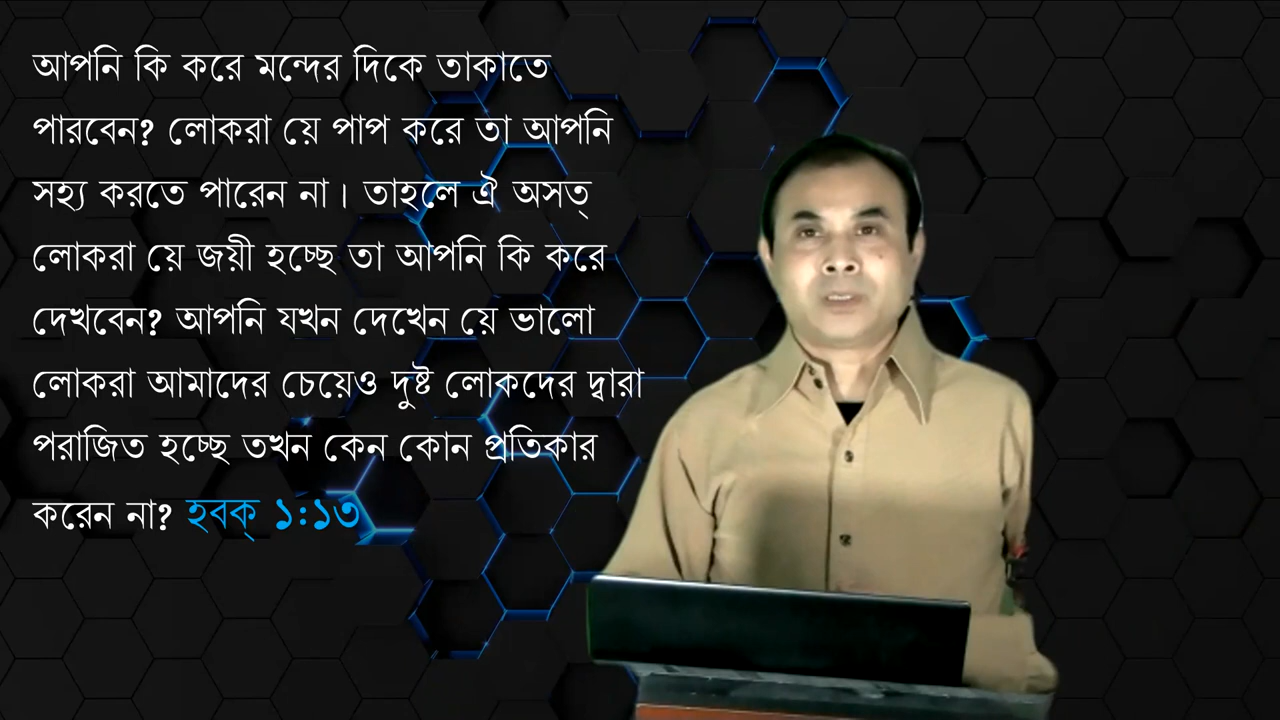 আপনি কি করে মন্দের দিকে তাকাতে
পারবেন? লোকরা য়ে পাপ করে তা আপনি
সহ্য করতে পারেন না। তাহলে ঐ অসত্‌
লোকরা য়ে জয়ী হচ্ছে তা আপনি কি করে
দেখবেন? আপনি যখন দেখেন য়ে ভালো
লোকরা আমাদের চেয়েও দুষ্ট লোকদের দ্বারা
পরাজিত হচ্ছে তখন কেন কোন প্রতিকার
করেন না? হবক্ ১:১৩